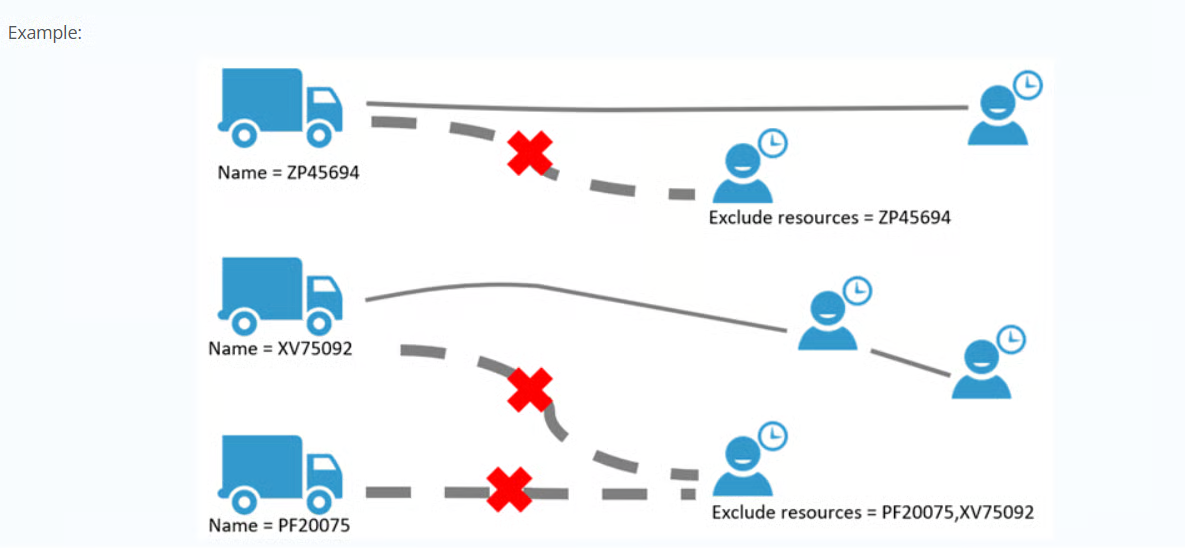 Example:
Name = ZP45694
Exclude resources = ZP45694
Name = XV75092
Name = PF20075
Exclude resources = PF20075,XV75092